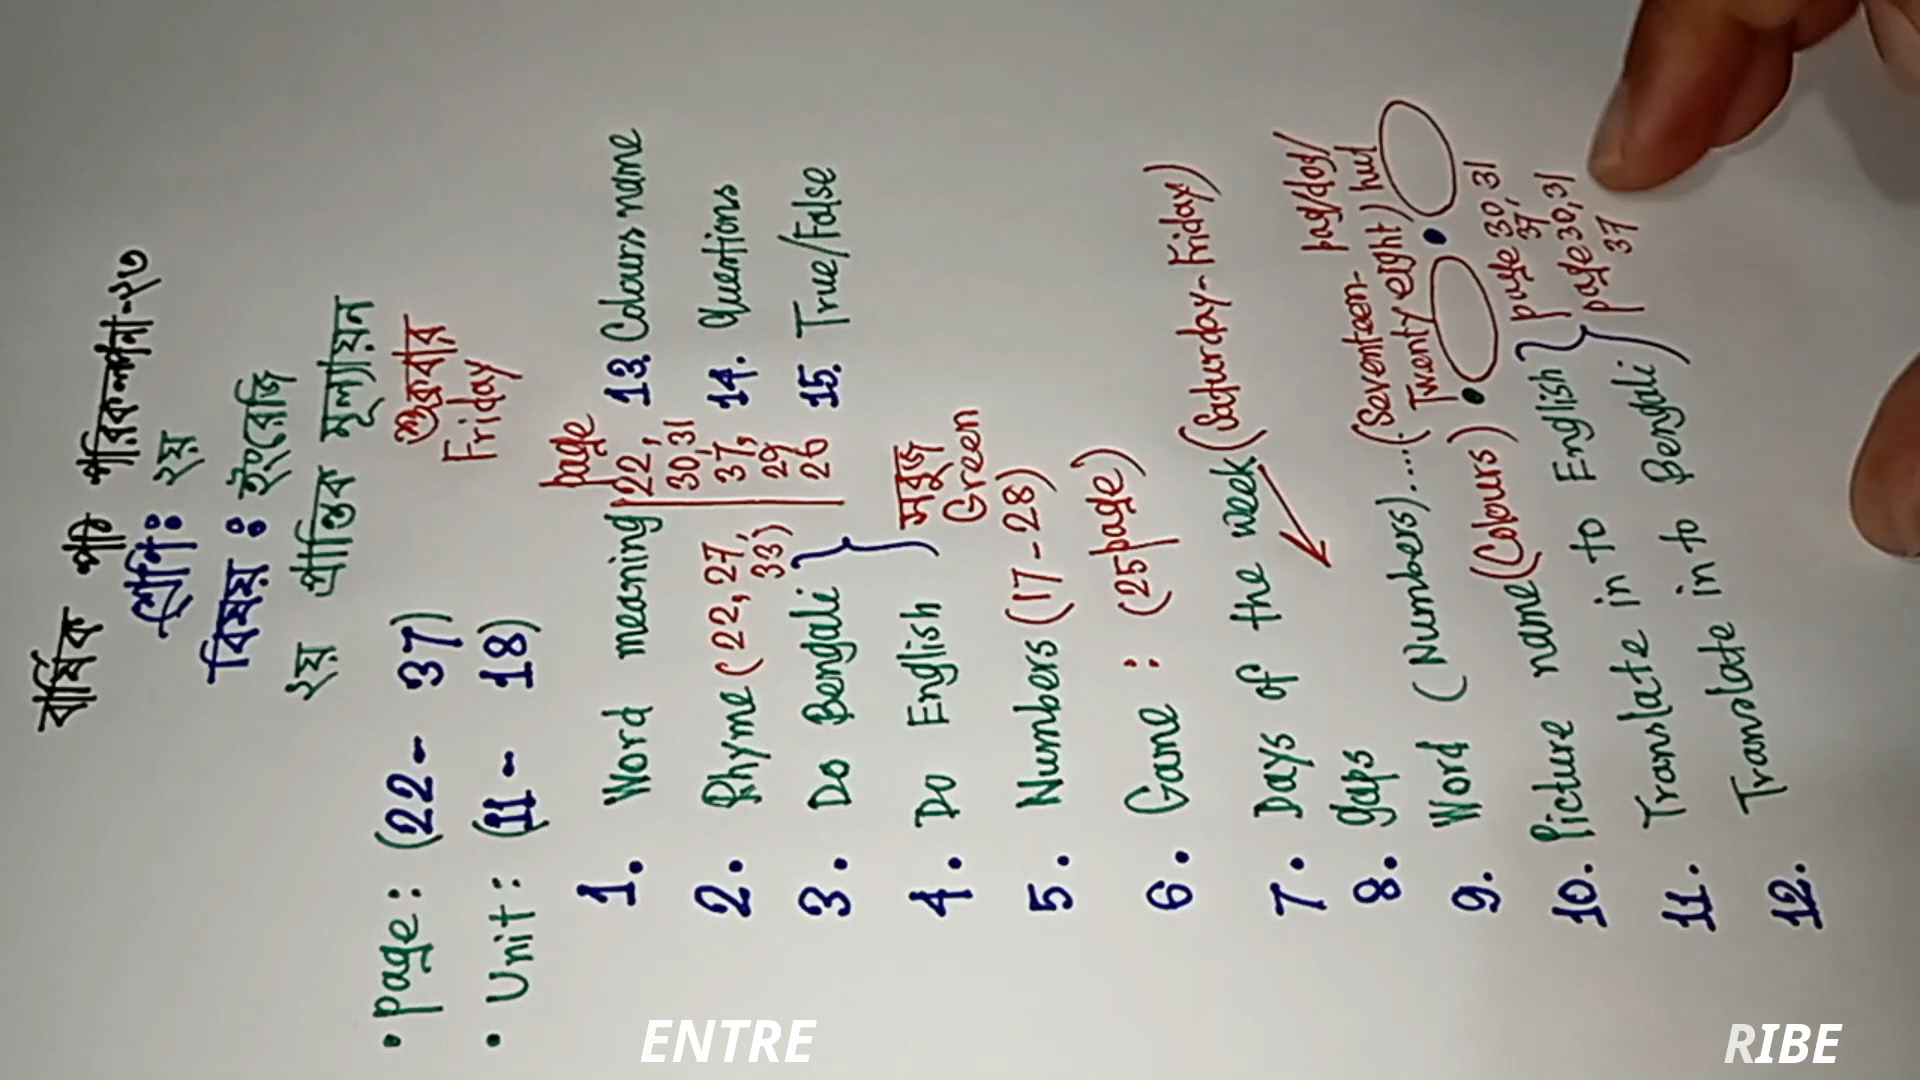 বার্ষিক পাঠ পরিকল্পনা-২৩
শ্রেণি: ২য়
বিষয়: ইংরেজি
২য় প্রান্তিক মূল্যায়ন
• Page: (22 - 37)
শুক্রবার
Friday
• Unit: (11 - 18)
page
1. Word meaning 22, 30,31 37, 29 26
13. Colours name
2. Rhyme (22, 27, 33)
14. Questions
3. Do Bengali
15. True/False
4. Do English
সবুজ
Green
5. Numbers (17-28)
6. Game : (25 page)
7. Days of the week (Saturday-Friday)
8. gaps
9. Word (Numbers)....(Seventeen-Twenty eight)
pag/dog/
hut
10. Picture name (Colours)
11. Translate in to English } page 30, 31 37
12. Translate in to Bengali } page 30,31 37
ENTRE
RIBE